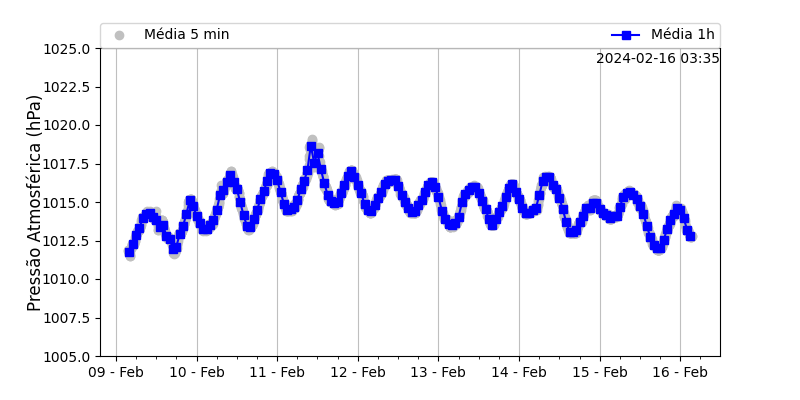 Média 5 min
Média 1h
2024-02-16 03:35
Pressão Atmosférica (hPa)
1025.0
1022.5
1020.0
1017.5
1015.0
1012.5
1010.0
1007.5
1005.0
09 - Feb
10 - Feb
11 - Feb
12 - Feb
13 - Feb
14 - Feb
15 - Feb
16 - Feb